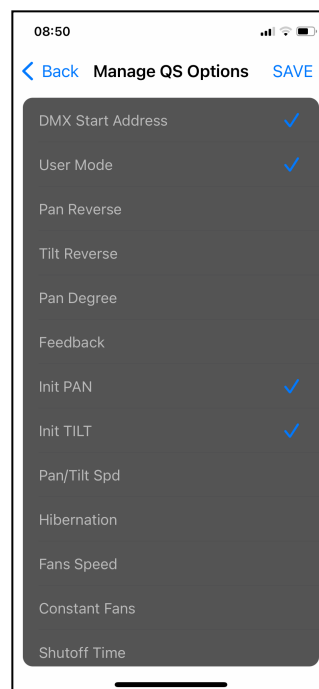 08:50
Back Manage QS Options SAVE
DMX Start Address
User Mode
Pan Reverse
Tilt Reverse
Pan Degree
Feedback
Init PAN
Init TILT
Pan/Tilt Spd
Hibernation
Fans Speed
Constant Fans
Shutoff Time